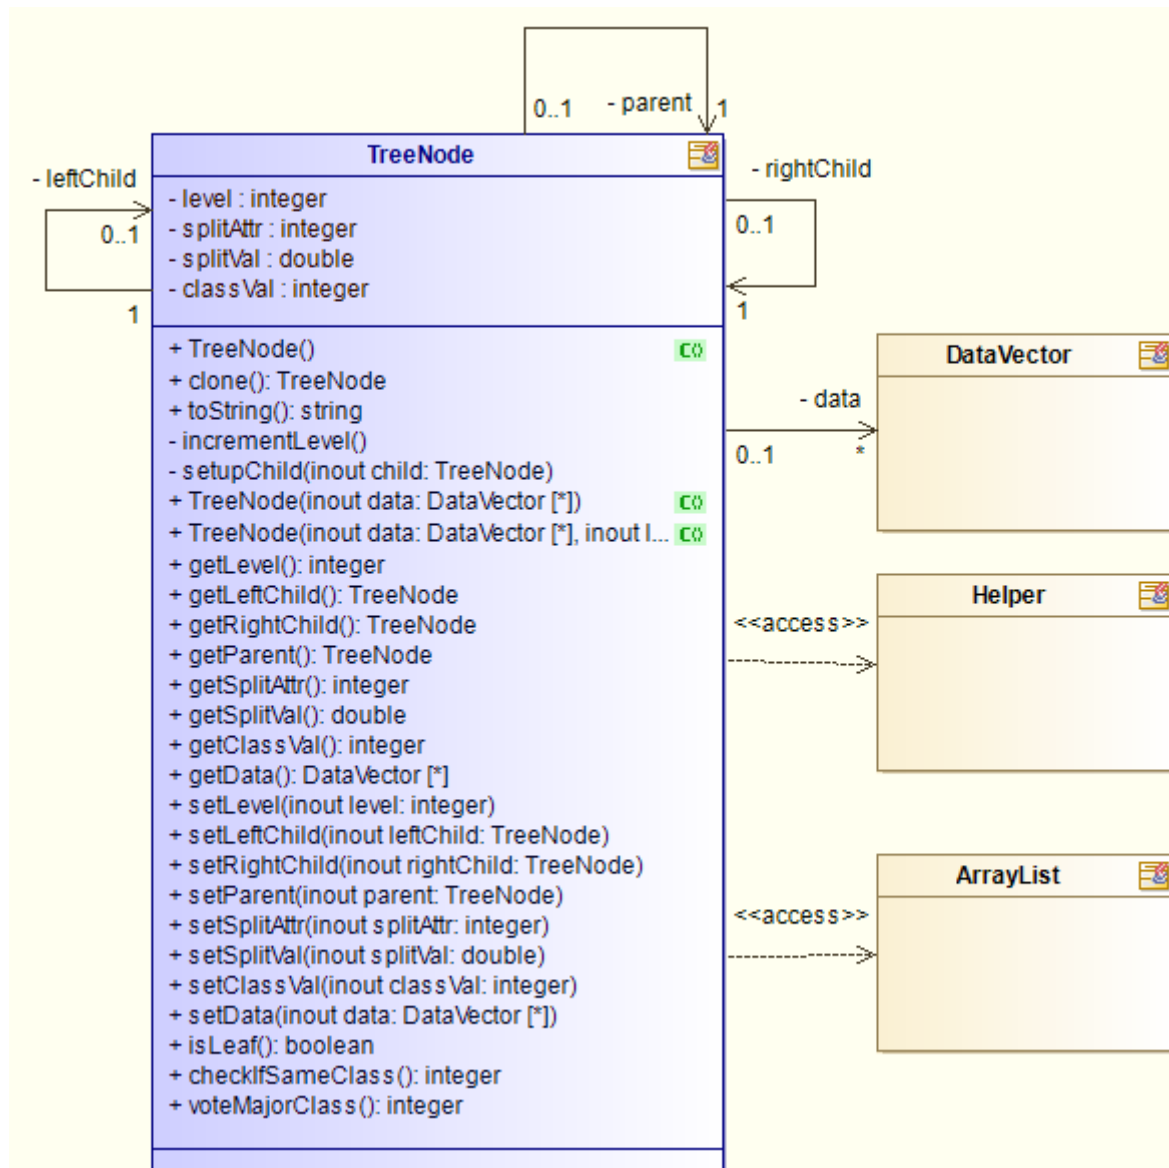 0..1
- parent
1
TreeNode
- leftChild
0..1
1
- rightChild
0..1
1
- level : integer
- splitAttr : integer
- splitVal : double
- classVal : integer
+ TreeNode()
+ clone(): TreeNode
+ toString(): string
- incrementLevel()
- setupChild(inout child: TreeNode)
+ TreeNode(inout data: DataVector [*])
+ TreeNode(inout data: DataVector [*], inout l...
+ getLevel(): integer
+ getLeftChild(): TreeNode
+ getRightChild(): TreeNode
+ getParent(): TreeNode
+ getSplitAttr(): integer
+ getSplitVal(): double
+ getClassVal(): integer
+ getData(): DataVector [*]
+ setLevel(inout level: integer)
+ setLeftChild(inout leftChild: TreeNode)
+ setRightChild(inout rightChild: TreeNode)
+ setParent(inout parent: TreeNode)
+ setSplitAttr(inout splitAttr: integer)
+ setSplitVal(inout splitVal: double)
+ setClassVal(inout classVal: integer)
+ setData(inout data: DataVector [*])
+ isLeaf(): boolean
+ checkIfSameClass(): integer
+ voteMajorClass(): integer
- data
0..1
*
DataVector
<<access>>
Helper
<<access>>
ArrayList